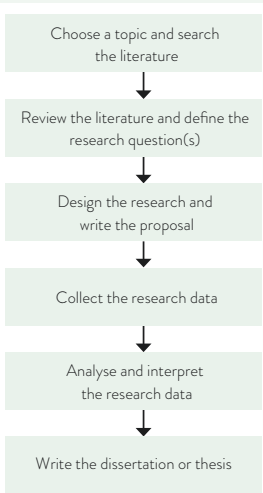 Choose a topic and search
the literature
Review the literature and define the
research question(s)
Design the research and
write the proposal
Collect the research data
Analyse and interpret
the research data
Write the dissertation or thesis